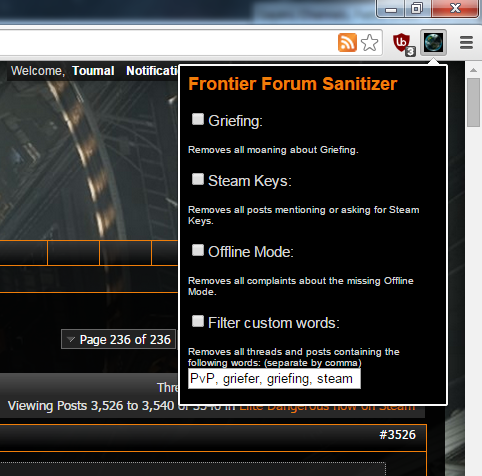 3
Welcome, Toumal Notificati
Frontier Forum Sanitizer
Griefing:
Removes all moaning about Griefing.
Steam Keys:
Removes all posts mentioning or asking for Steam
Keys.
Offline Mode:
Removes all complaints about the missing Offline
Mode.
Filter custom words:
Removes all threads and posts containing the
following words: (separate by comma)
PvP, griefer, griefing, steam
Page 236 of 236
Thre
Viewing Posts 3,526 to 3,540 of 3540 in Elite Dangerous now on Steam
#3526